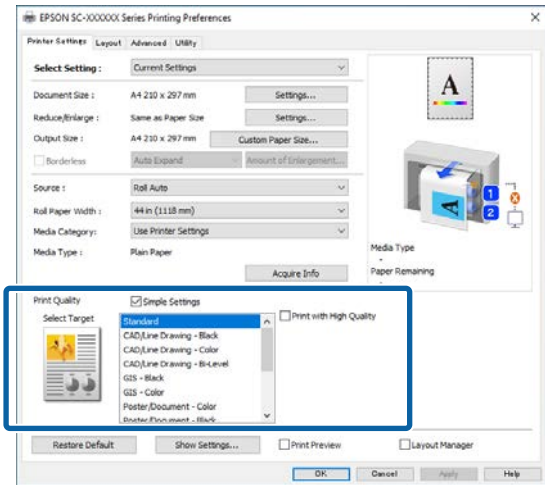 EPSON SC-XXXXXX Series Printing Preferences
Printer Settings Layout Advanced Utility
Select Setting : Current Settings
Document Size : A4 210 x 297 mm Settings...
Reduce/Enlarge : Same as Paper Size Settings...
Output Size : A4 210 x 297 mm Custom Paper Size...
Borderless Auto Expand Amount of Enlargement...
Source : Roll Auto
Roll Paper Width : 44 in (1118 mm)
Media Category: Use Printer Settings
Media Type : Plain Paper
Acquire Info
A
1
2
A
Media Type
-
Paper Remaining
-
Print Quality Simple Settings
Select Target
Standard
CAD/Line Drawing - Black
CAD/Line Drawing - Color
CAD/Line Drawing - Bi-Level
GIS - Black
GIS - Color
Poster/Document - Color
Poster/Document - Black
Print with High Quality
Restore Default Show Settings... Print Preview Layout Manager
OK Cancel Apply Help